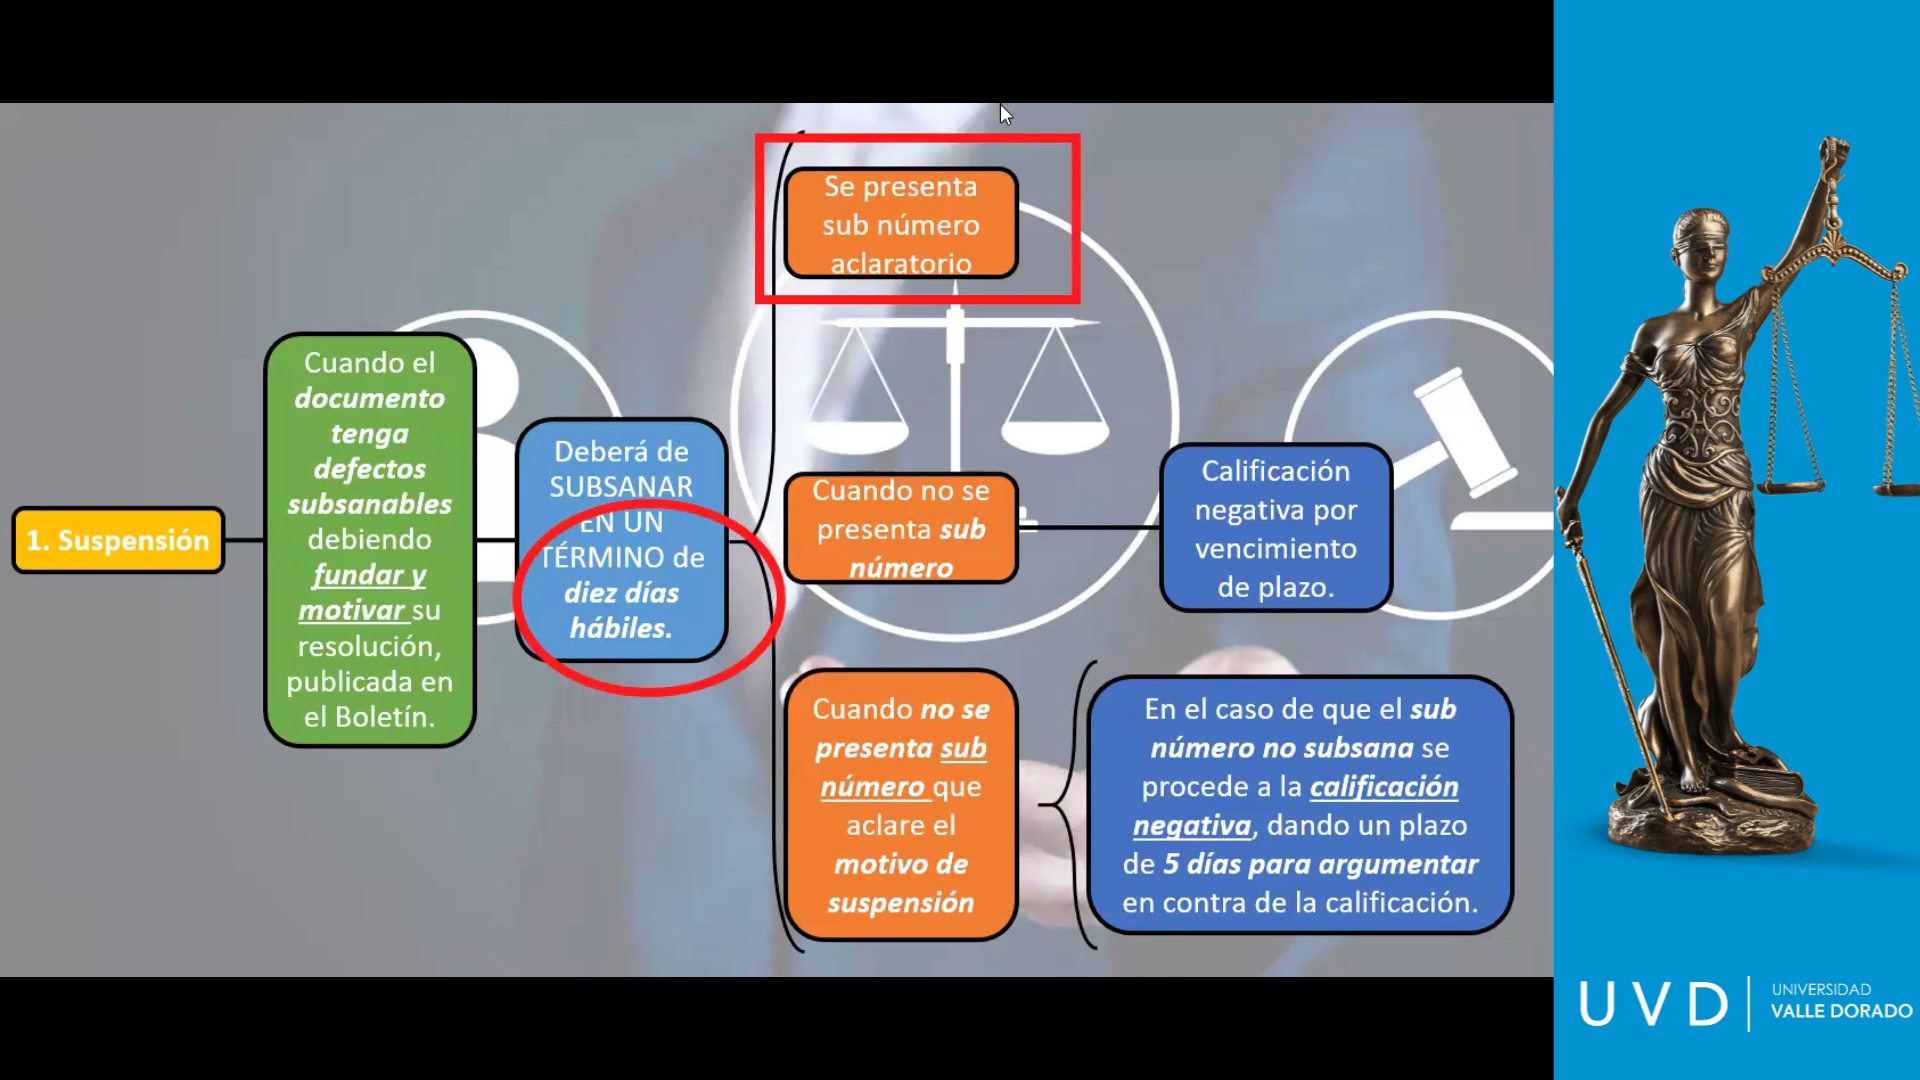 1. Suspensión
Cuando el
documento
tenga
defectos
subsanables
debiendo
fundar y
motivar su
resolución,
publicada en
el Boletín.
Deberá de
SUBSANAR
EN UN
TÉRMINO de
diez días
hábiles.
Se presenta
sub número
aclaratorio
Cuando no se
presenta sub
número
Calificación
negativa por
vencimiento
de plazo.
Cuando no se
presenta sub
número que
aclare el
motivo de
suspensión
En el caso de que el sub
número no subsana se
procede a la calificación
negativa, dando un plazo
de 5 días para argumentar
en contra de la calificación.
UVD
UNIVERSIDAD
VALLE DORADO